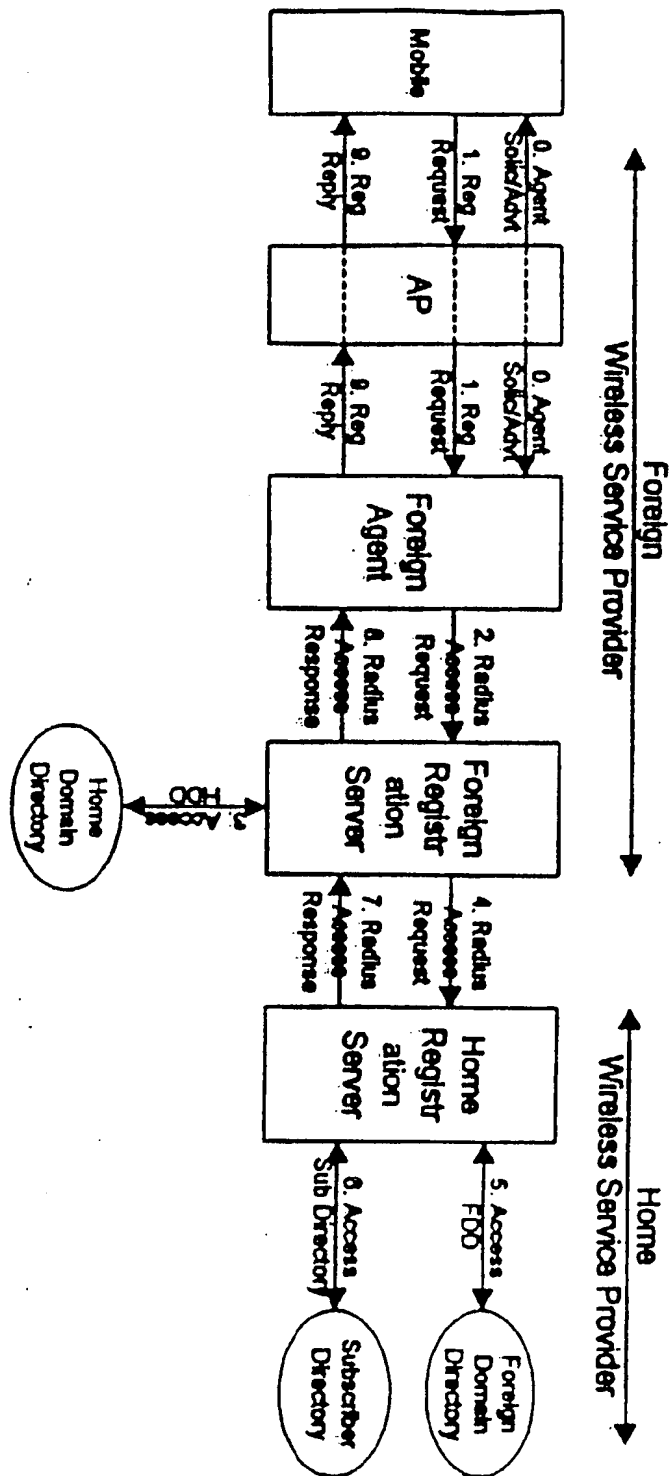 Foreign
Wireless Service Provider
Home
Wireless Service Provider
Mobile
0. Agent
Solic/Advt
1. Reg
Request
9. Reg
Reply
AP
0. Agent
Solic/Advt
1. Reg
Request
9. Reg
Reply
Foreign
Agent
2. Radius
Access
Request
8. Radius
Access
Response
Foreign
Registr
ation
Server
3. Access
HDD
Home
Domain
Directory
4. Radius
Access
Request
7. Radius
Access
Response
Home
Registr
ation
Server
5. Access
FDD
6. Access
Sub Directory
Foreign
Domain
Directory
Subscriber
Directory